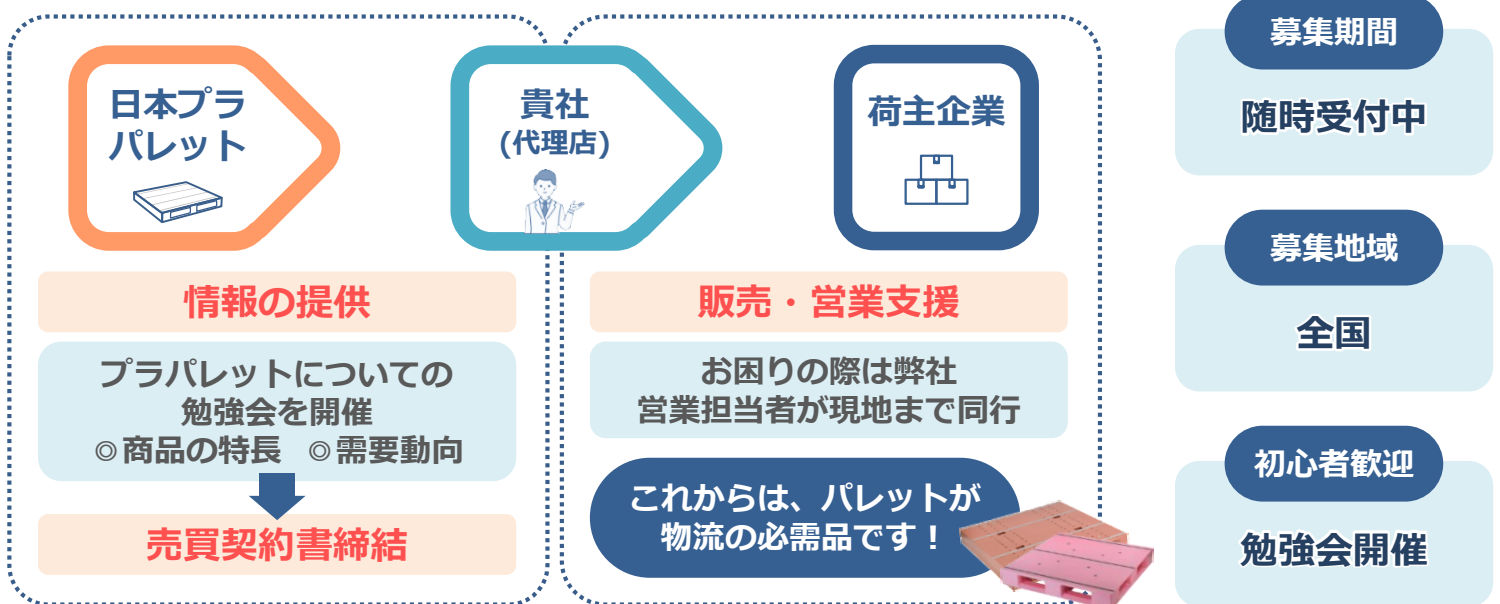 日本プラ
パレット
貴社
(代理店)
荷主企業
情報の提供
プラパレットについての
勉強会を開催
◎商品の特長 ◎需要動向
売買契約書締結
販売・営業支援
お困りの際は弊社
営業担当者が現地まで同行
これからは、パレットが
物流の必需品です！
募集期間
随時受付中
募集地域
全国
初心者歓迎
勉強会開催